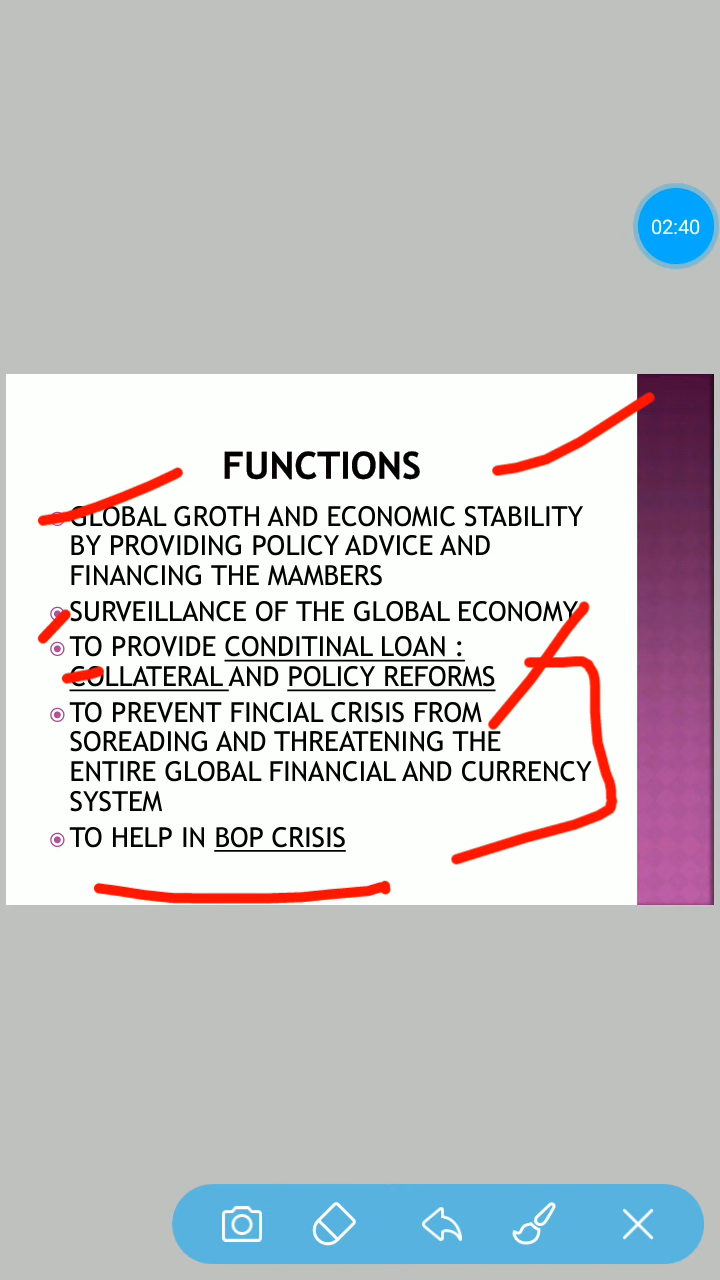 02:40
FUNCTIONS
GLOBAL GROTH AND ECONOMIC STABILITY
BY PROVIDING POLICY ADVICE AND
FINANCING THE MAMBERS
SURVEILLANCE OF THE GLOBAL ECONOMY
TO PROVIDE CONDITINAL LOAN :
COLLATERAL AND POLICY REFORMS
TO PREVENT FINCIAL CRISIS FROM
SOREADING AND THREATENING THE
ENTIRE GLOBAL FINANCIAL AND CURRENCY
SYSTEM
TO HELP IN BOP CRISIS